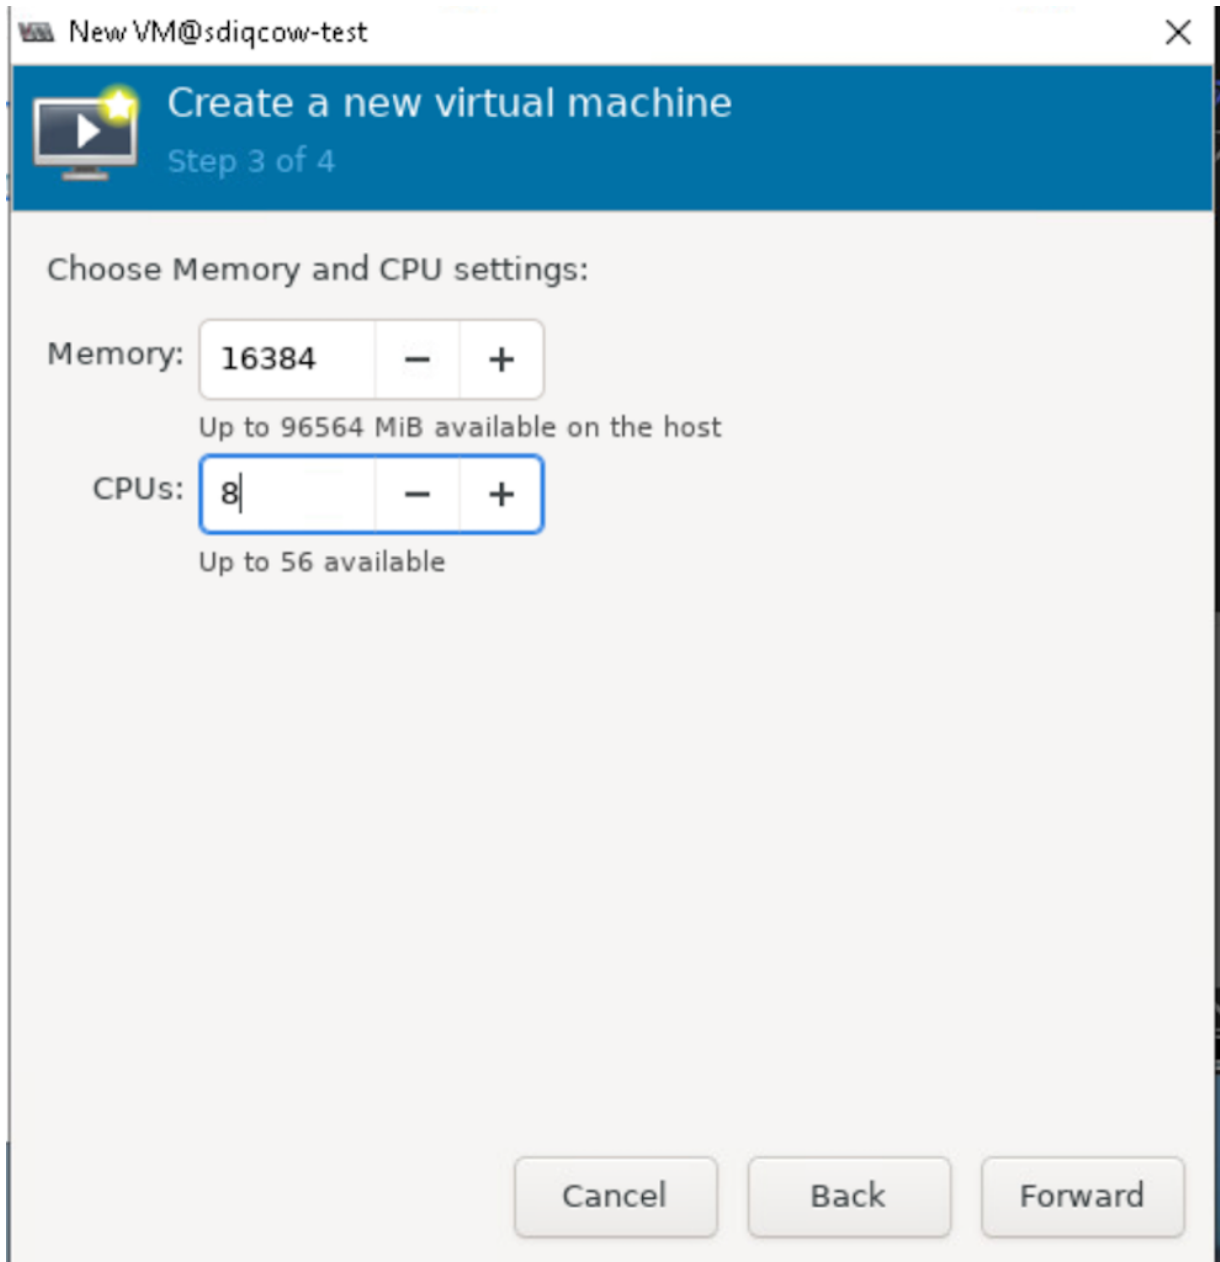 New VM@sdiqcow-test
Create a new virtual machine
Step 3 of 4
Choose Memory and CPU settings:
Memory: 16384 − +
Up to 96564 MiB available on the host
CPUs: 8 − +
Up to 56 available
Cancel Back Forward